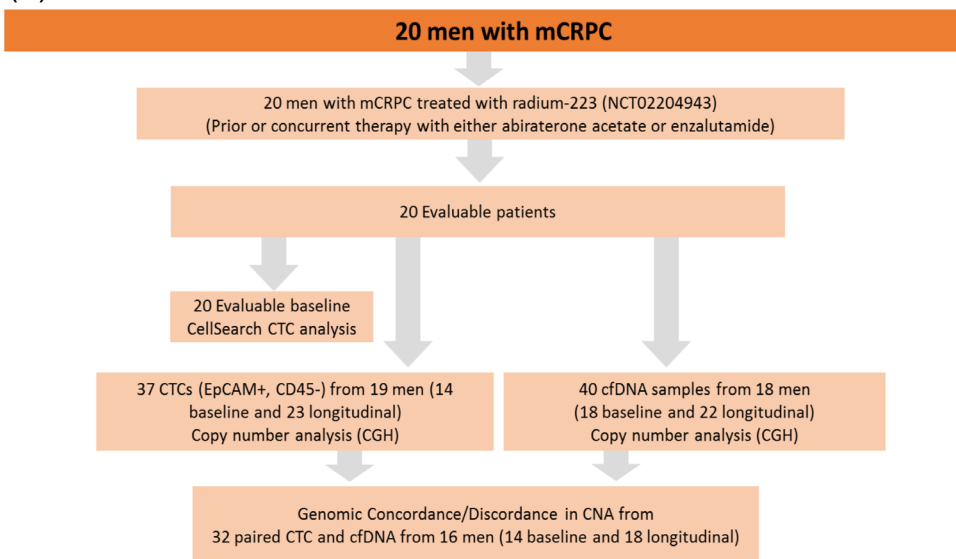 20 men with mCRPC
20 men with mCRPC treated with radium-223 (NCT02204943)
(Prior or concurrent therapy with either abiraterone acetate or enzalutamide)
20 Evaluable patients
20 Evaluable baseline
CellSearch CTC analysis
37 CTCs (EpCAM+, CD45-) from 19 men (14
baseline and 23 longitudinal)
Copy number analysis (CGH)
40 cfDNA samples from 18 men
(18 baseline and 22 longitudinal)
Copy number analysis (CGH)
Genomic Concordance/Discordance in CNA from
32 paired CTC and cfDNA from 16 men (14 baseline and 18 longitudinal)